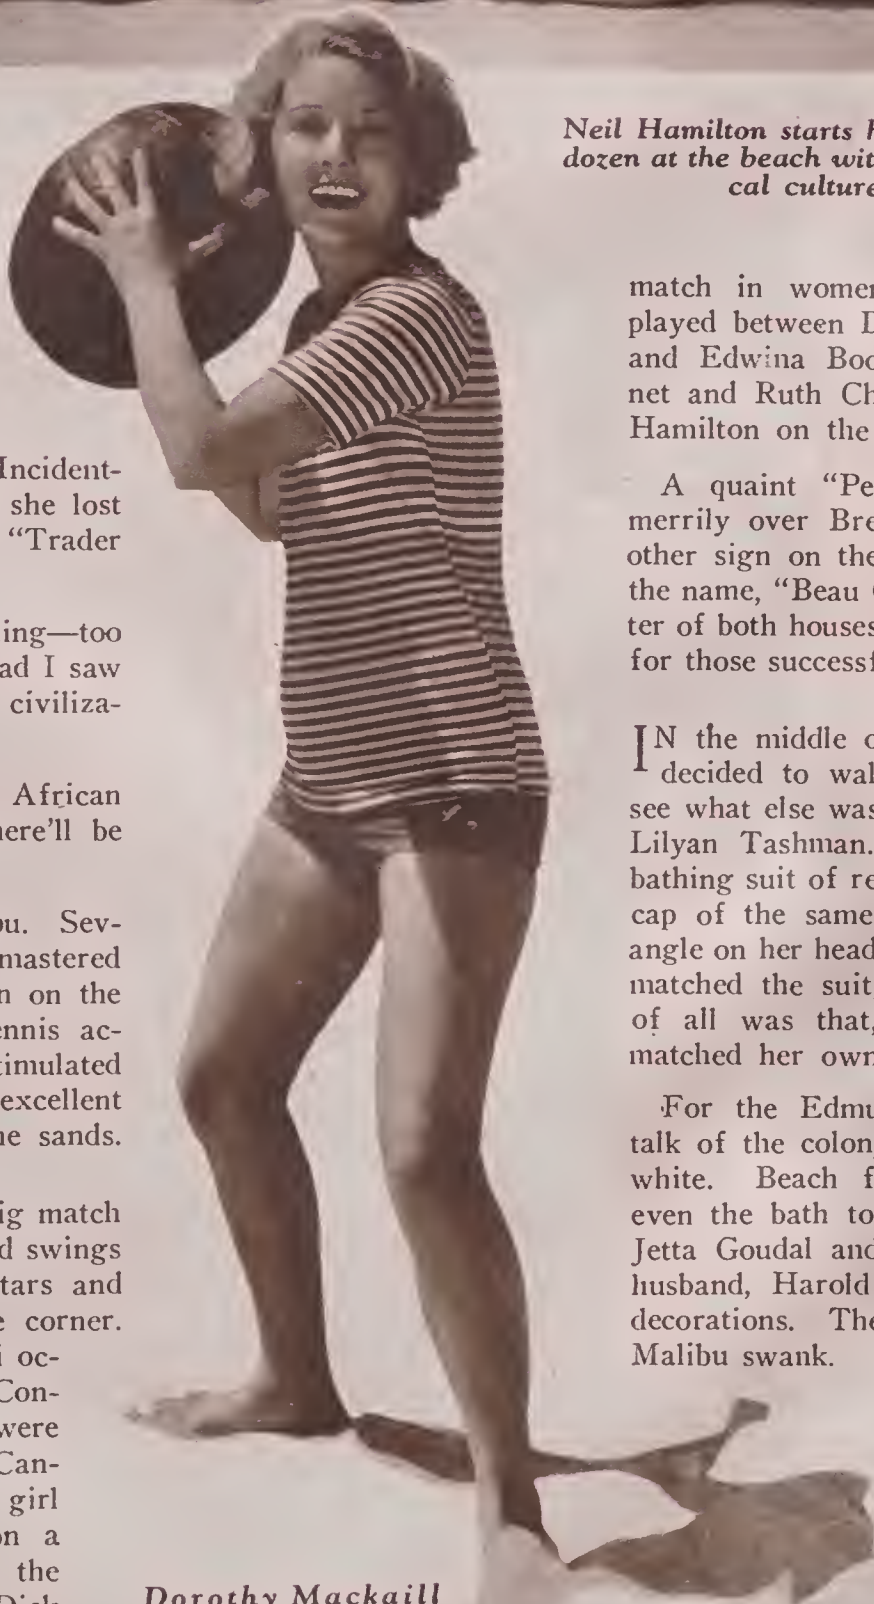 Incident-
she lost
"Trader
ing—too
ad I saw
civiliza-
African
here'll be
ou. Sev-
mastered
n on the
ennis ac-
timulated
excellent
he sands.
ig match
d swings
tars and
e corner.
i oc-
Con-
were
Can-
girl
on a
the
Dorothy Mackaill
Neil Hamilton starts h
dozen at the beach wit
cal culture
match in women
played between D
and Edwina Boo
net and Ruth Ch
Hamilton on the
A quaint "Pe
merrily over Bre
other sign on the
the name, "Beau
ter of both houses
for those successf
IN the middle o
decided to wal
see what else was
Lilyan Tashman.
bathing suit of re
cap of the same
angle on her head
matched the suit
of all was that,
matched her own
For the Edmu
talk of the colon
white. Beach f
even the bath to
Jetta Goudal and
husband, Harold
decorations. The
Malibu swank.